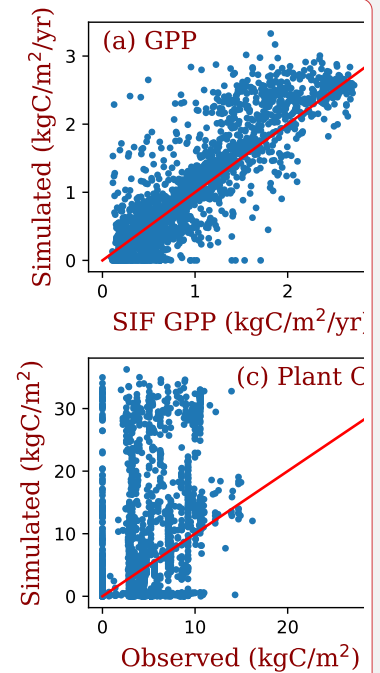 (a) GPP
Simulated (kgC/m²/yr)
3
2
1
0
0 1 2
SIF GPP (kgC/m²/yr)
(c) Plant C
Simulated (kgC/m²)
30
20
10
0
0 10 20
Observed (kgC/m²)